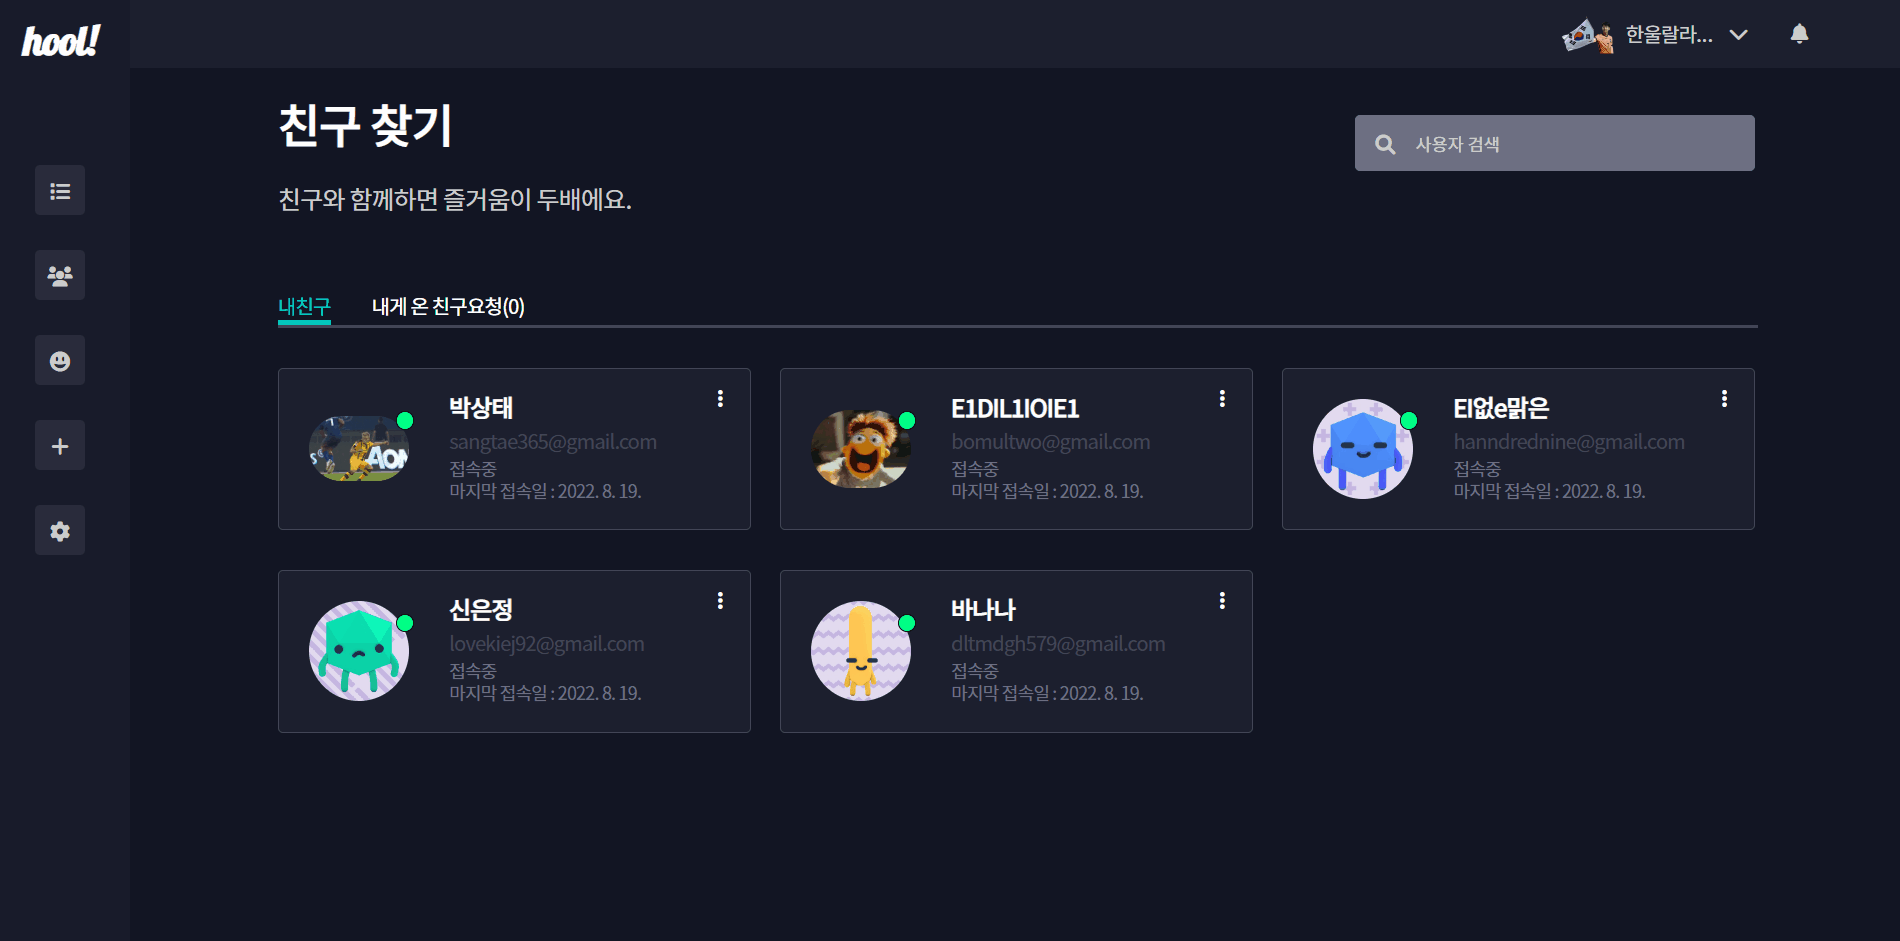 hool!
한울랄라...
친구 찾기
사용자 검색
친구와 함께하면 즐거움이 두배에요.
내친구
내게 온 친구요청(0)
박상태
sangtae365@gmail.com
접속중
마지막 접속일 : 2022. 8. 19.
E1DIL1IOIE1
bomultwo@gmail.com
접속중
마지막 접속일 : 2022. 8. 19.
EI없e맑은
hanndrednine@gmail.com
접속중
마지막 접속일 : 2022. 8. 19.
신은정
lovekiej92@gmail.com
접속중
마지막 접속일 : 2022. 8. 19.
바나나
dltmdgh579@gmail.com
접속중
마지막 접속일 : 2022. 8. 19.